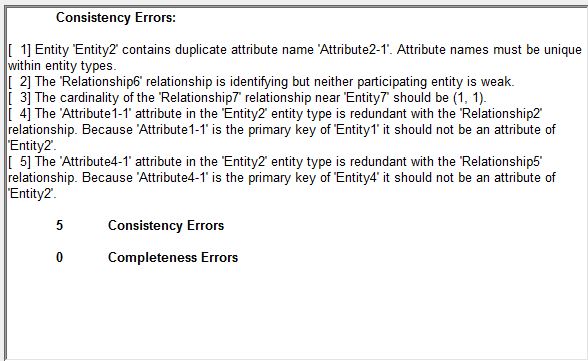 Consistency Errors:
[ 1] Entity 'Entity2' contains duplicate attribute name 'Attribute2-1'. Attribute names must be unique
within entity types.
[ 2] The 'Relationship6' relationship is identifying but neither participating entity is weak.
[ 3] The cardinality of the 'Relationship7' relationship near 'Entity7' should be (1, 1).
[ 4] The 'Attribute1-1' attribute in the 'Entity2' entity type is redundant with the 'Relationship2'
relationship. Because 'Attribute1-1' is the primary key of 'Entity1' it should not be an attribute of
'Entity2'.
[ 5] The 'Attribute4-1' attribute in the 'Entity2' entity type is redundant with the 'Relationship5'
relationship. Because 'Attribute4-1' is the primary key of 'Entity4' it should not be an attribute of
'Entity2'.
5 Consistency Errors
0 Completeness Errors